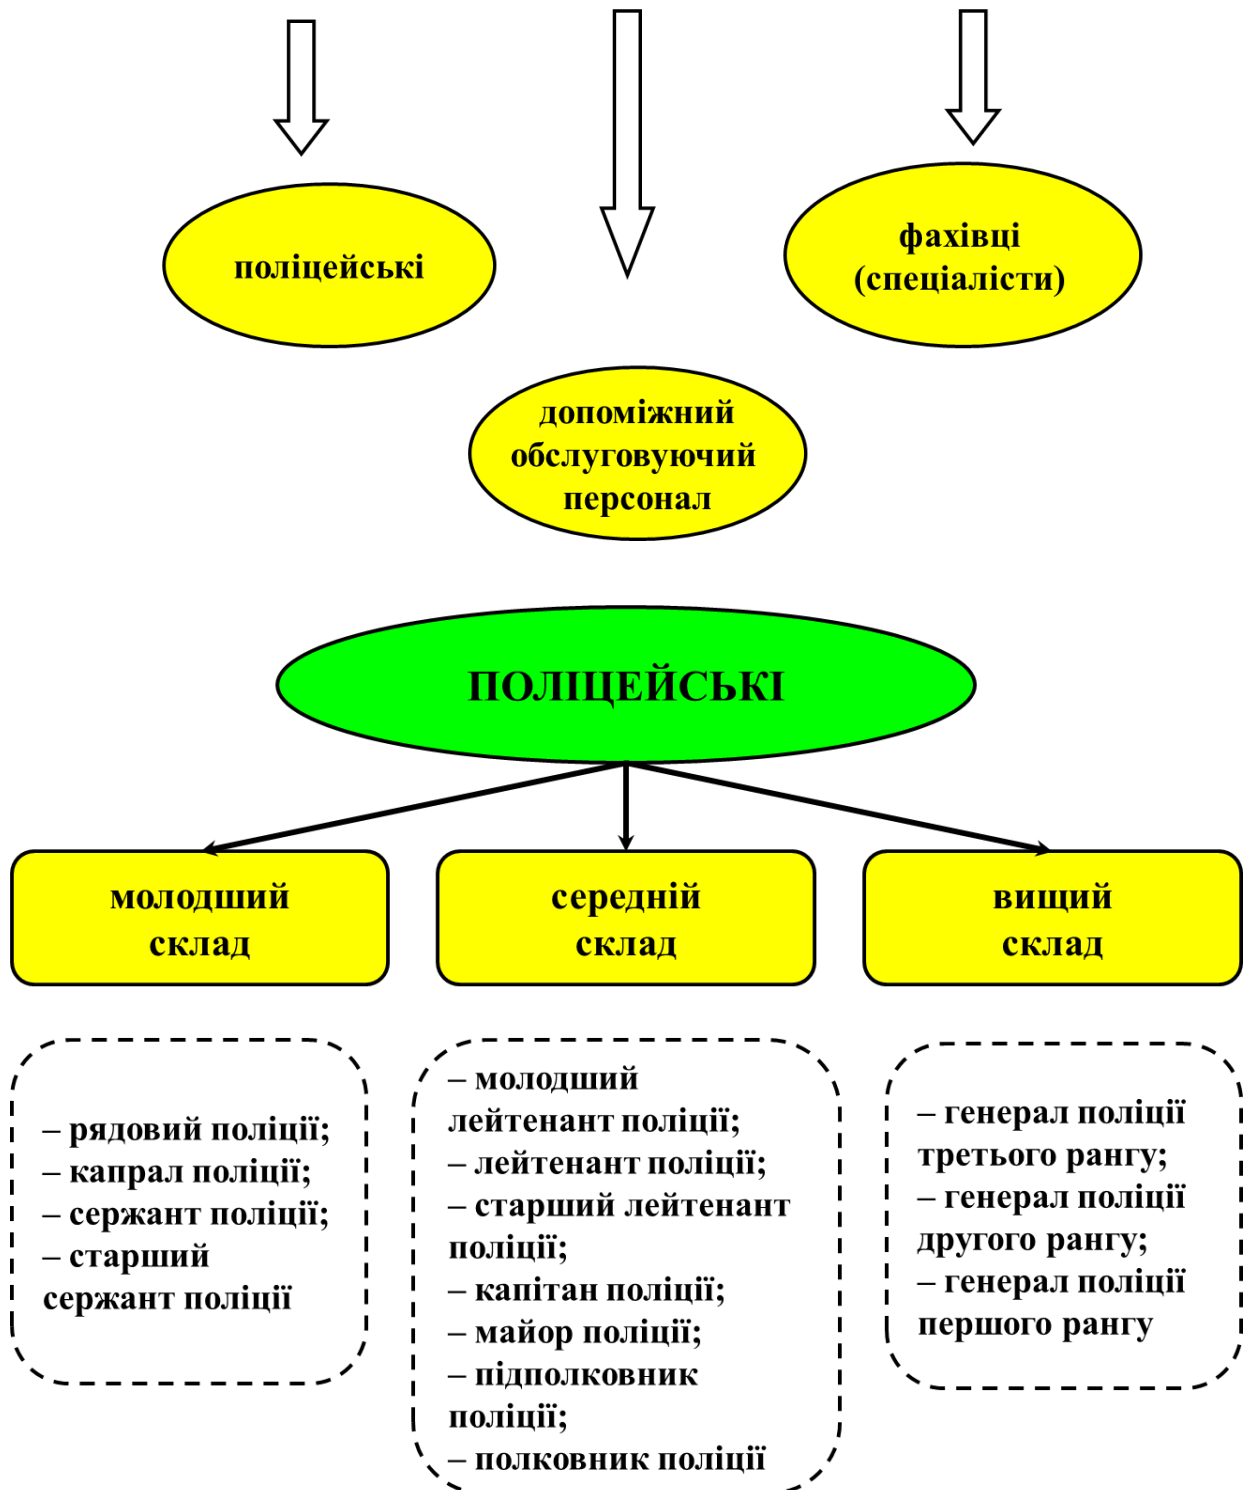 поліцейські
фахівці
(спеціалісти)
допоміжний
обслуговуючий
персонал
ПОЛІЦЕЙСЬКІ
молодший
склад
середній
склад
вищий
склад
– рядовий поліції;
– капрал поліції;
– сержант поліції;
– старший
сержант поліції
– молодший
лейтенант поліції;
– лейтенант поліції;
– старший лейтенант
поліції;
– капітан поліції;
– майор поліції;
– підполковник
поліції;
– полковник поліції
– генерал поліції
третього рангу;
– генерал поліції
другого рангу;
– генерал поліції
першого рангу